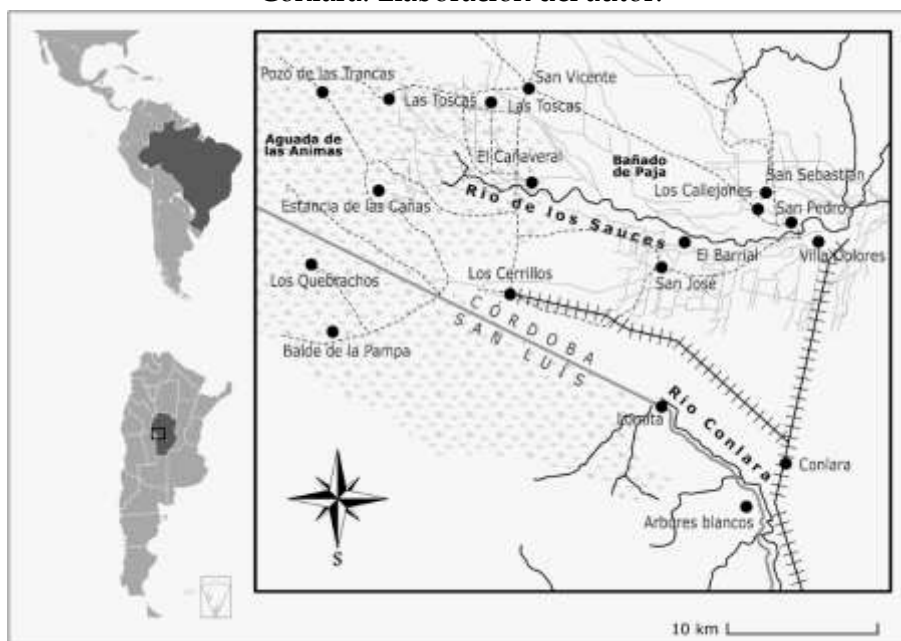 Conlara. Elaboración del autor.
San Vicente
Pozo de las Trancas
Las Toscas
Las Toscas
Aguada de
las Animas
El Cañaveral
Bañado
de Paja
San Sebastián
Los Callejones
Estancia de las Cañas
San Pedro
Río de los Sauces
El Barrial
Villa Dolores
Los Quebrachos
Los Cerrillos
San José
CÓRDOBA
SAN LUÍS
Balde de la Pampa
Río Conlara
Lomita
Conlara
Arboles blancos
S
10 km